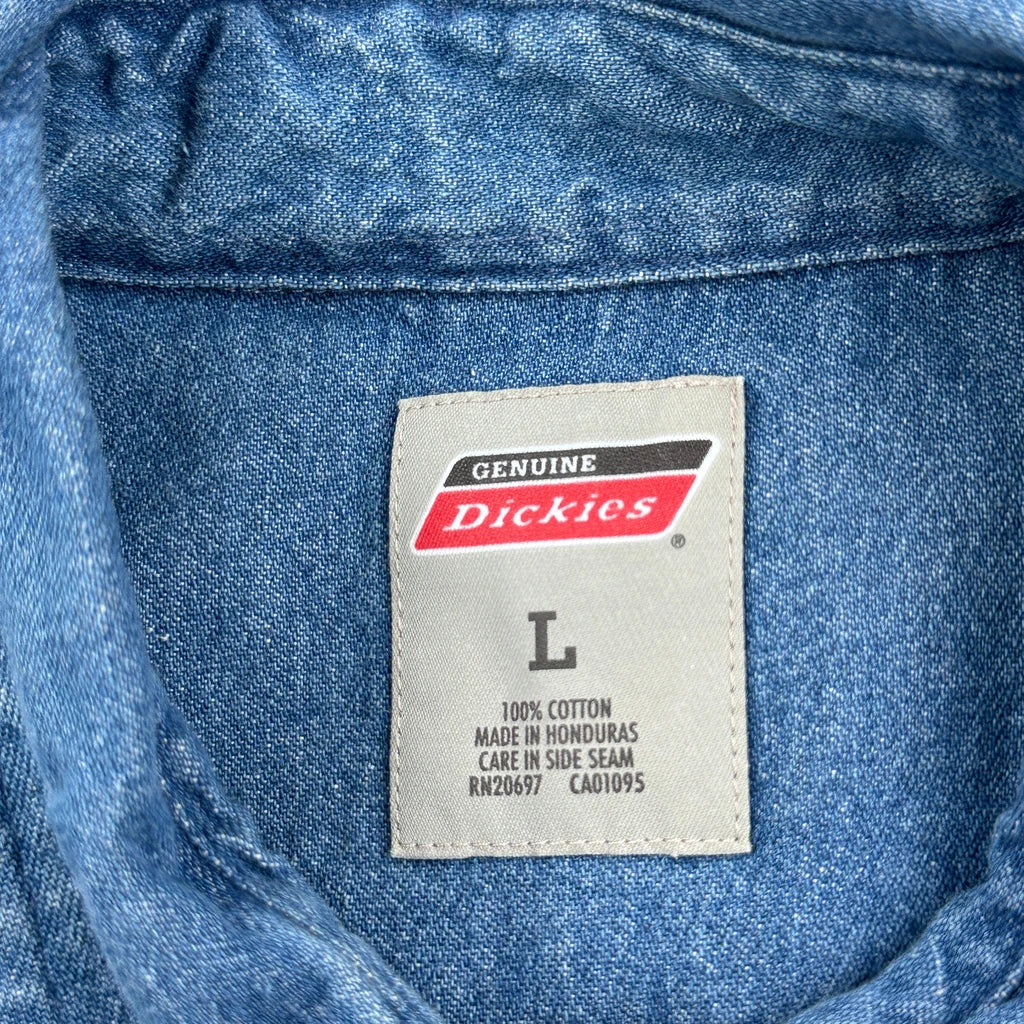 GENUINE
Dickies
®
L
100% COTTON
MADE IN HONDURAS
CARE IN SIDE SEAM
RN20697 CA01095